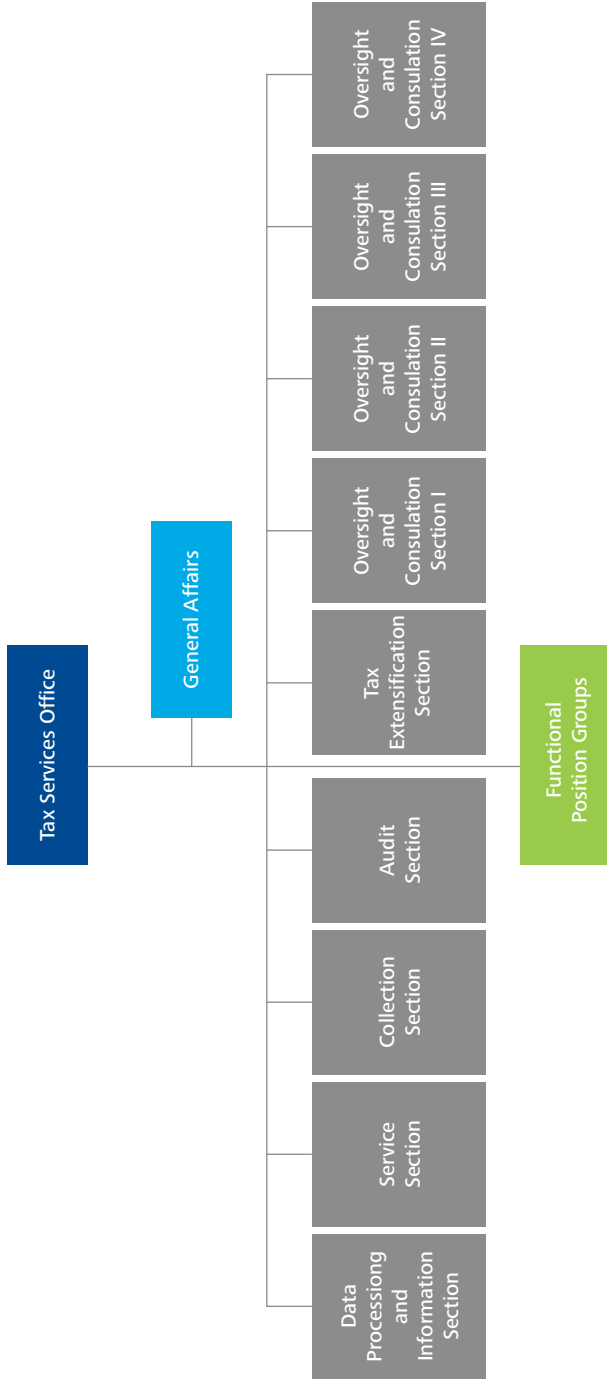 Tax Services Office
General Affairs
Data
Processiong
and
Information
Section
Service
Section
Collection
Section
Audit
Section
Tax
Extensification
Section
Oversight
and
Consulation
Section I
Oversight
and
Consulation
Section II
Oversight
and
Consulation
Section III
Oversight
and
Consulation
Section IV
Functional
Position Groups